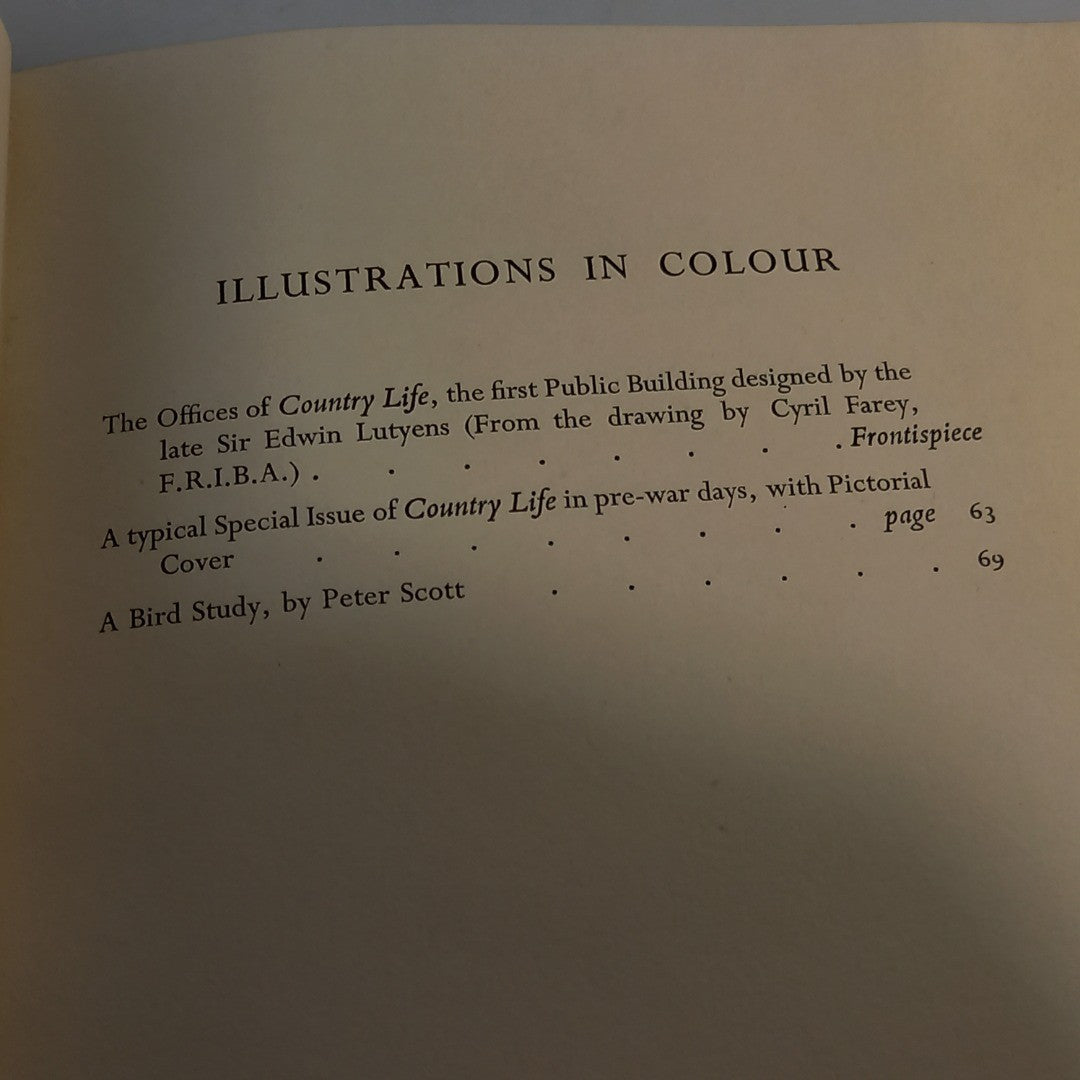 ILLUSTRATIONS IN COLOUR
The Offices of Country Life, the first Public Building designed by the
late Sir Edwin Lutyens (From the drawing by Cyril Farey,
F.R.I.B.A.) . . . . . . . . Frontispiece
A typical Special Issue of Country Life in pre-war days, with Pictorial
Cover . . . . . . . . page 63
A Bird Study, by Peter Scott . . . . . . 69